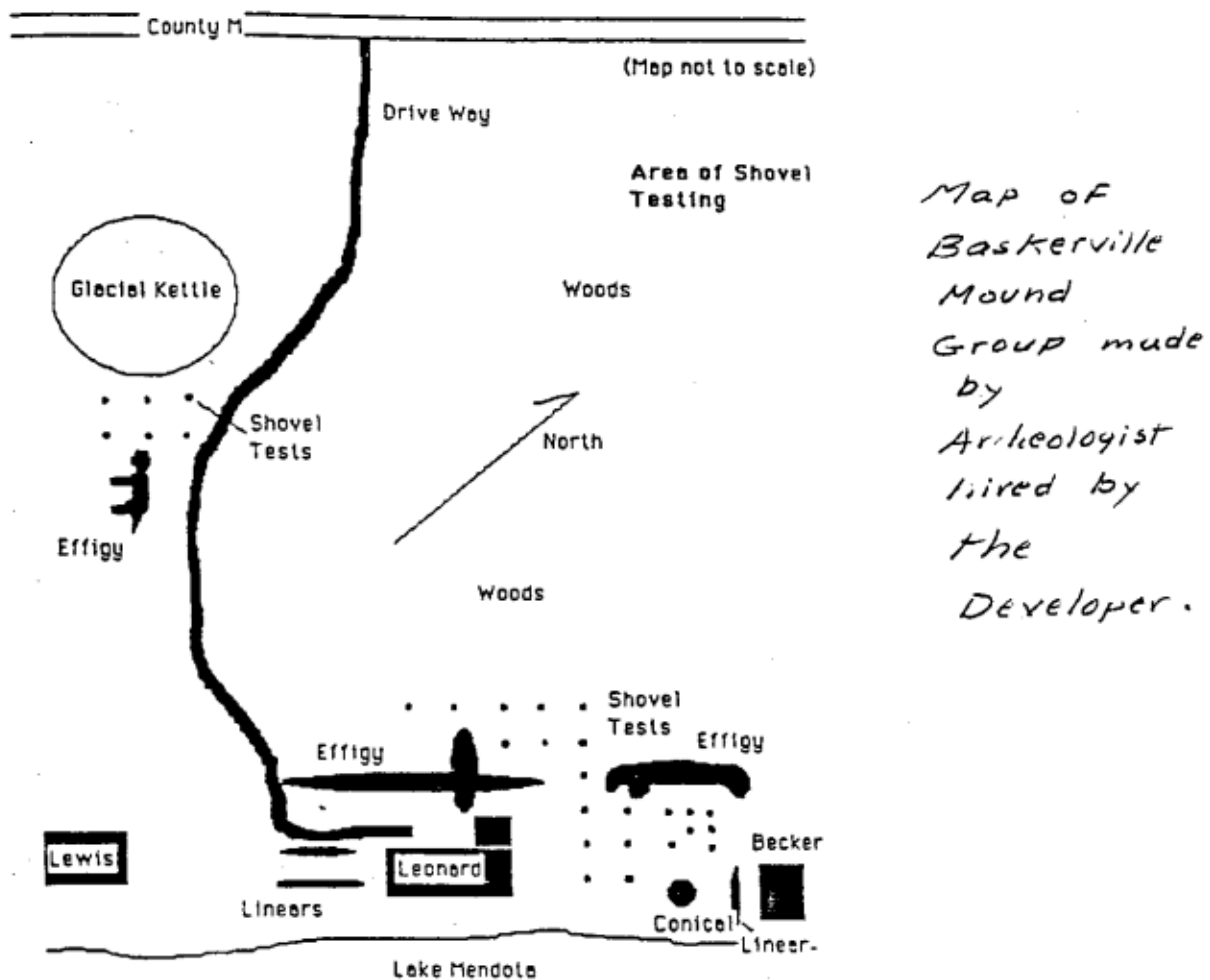 County M
(Map not to scale)
Drive Way
Area of Shovel
Testing
Glacial Kettle
Woods
Shovel
Tests
North
Effigy
Woods
Shovel
Tests
Effigy
Effigy
Lewis
Leonard
Becker
Linears
Conical
Linear-
Lake Mendota
Map of
Baskerville
Mound
Group made
by
Archeologist
hired by
the
Developer.